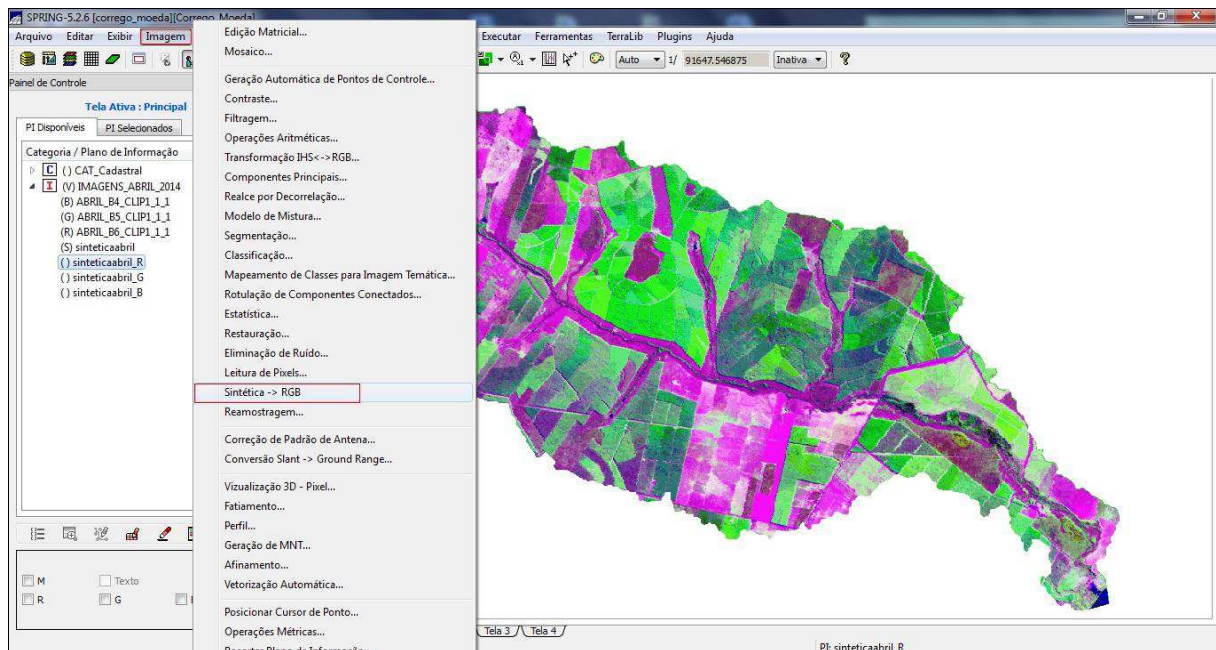 SPRING-5.2.6 [corrego_moeda][Corrego_Moeda]
Arquivo Editar Exibir Imagem Executar Ferramentas TerraLib Plugins Ajuda
Auto 1/ 91647.546875 Inativa
Painel de Controle
Tela Ativa : Principal
PI Disponíveis PI Selecionados
Categoria / Plano de Informação
C () CAT_Cadastral
I (V) IMAGENS_ABRIL_2014
(B) ABRIL_B4_CLIP1_1_1
(G) ABRIL_B5_CLIP1_1_1
(R) ABRIL_B6_CLIP1_1_1
(S) sinteticaabril
() sinteticaabril_R
() sinteticaabril_G
() sinteticaabril_B
M Texto
R G
Edição Matricial...
Mosaico...
Geração Automática de Pontos de Controle...
Contraste...
Filtragem...
Operações Aritméticas...
Transformação IHS<->RGB...
Componentes Principais...
Realce por Decorrelação...
Modelo de Mistura...
Segmentação...
Classificação...
Mapeamento de Classes para Imagem Temática...
Rotulação de Componentes Conectados...
Estatística...
Restauração...
Eliminação de Ruído...
Leitura de Pixels...
Sintética -> RGB
Reamostragem...
Correção de Padrão de Antena...
Conversão Slant -> Ground Range...
Vizualização 3D - Pixel...
Fatiamento...
Perfil...
Geração de MNT...
Afinamento...
Vetorização Automática...
Posicionar Cursor de Ponto...
Operações Métricas...
Tela 3 Tela 4
PI: sinteticaabril_R